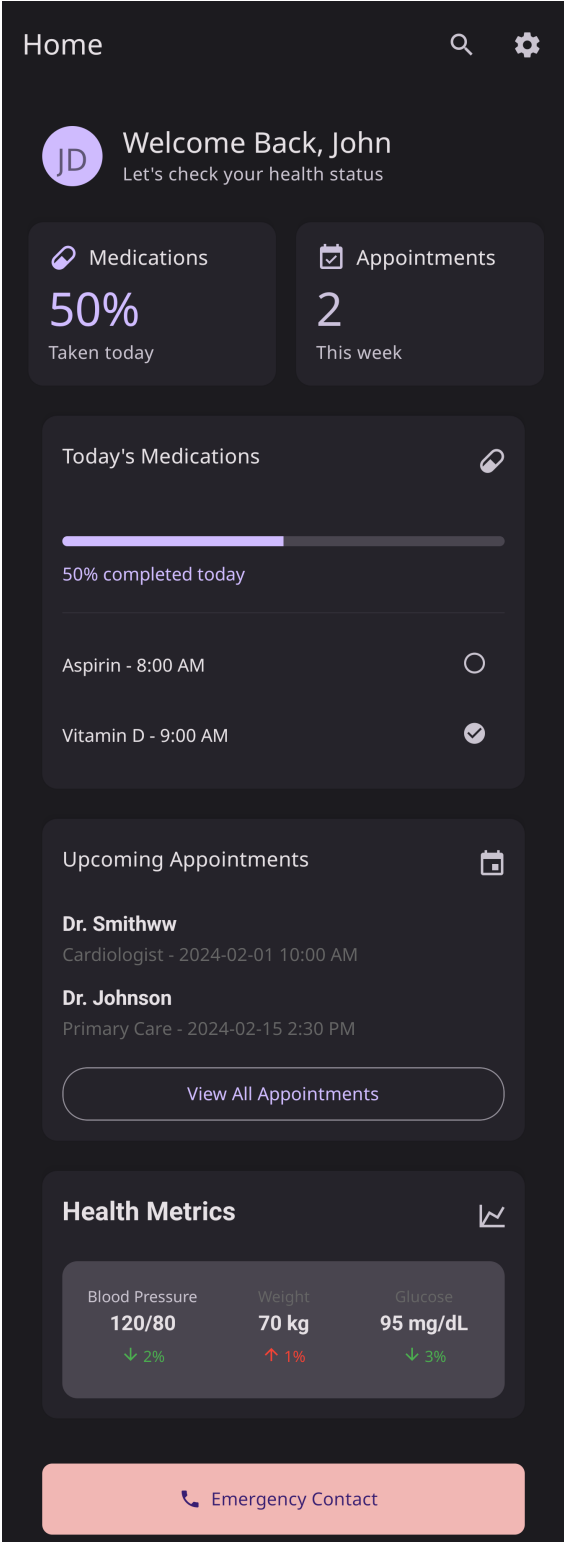 Home
JD
Welcome Back, John
Let's check your health status
Medications
50%
Taken today
Appointments
2
This week
Today's Medications
50% completed today
Aspirin - 8:00 AM
Vitamin D - 9:00 AM
Upcoming Appointments
Dr. Smithww
Cardiologist - 2024-02-01 10:00 AM
Dr. Johnson
Primary Care - 2024-02-15 2:30 PM
View All Appointments
Health Metrics
Blood Pressure Weight Glucose
120/80 70 kg 95 mg/dL
2% 1% 3%
Emergency Contact